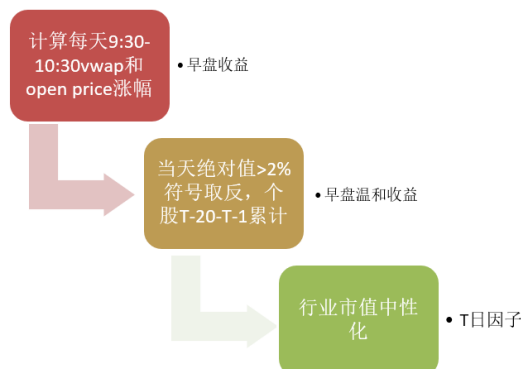 计算每天9:30-
10:30vwap和
open price涨幅
•早盘收益
当天绝对值>2%
符号取反，个
股T-20-T-1累计
•早盘温和收益
行业市值中性
化
• T日因子